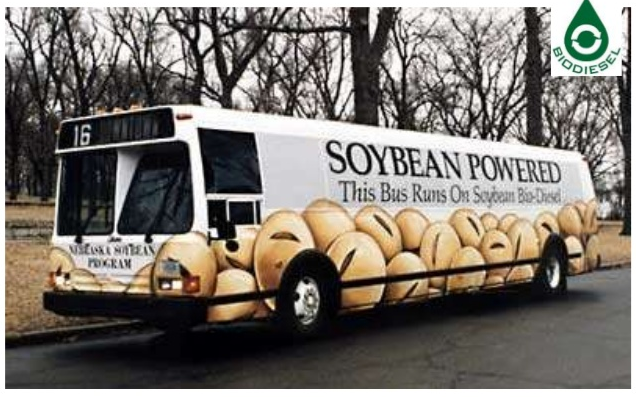 BIODIESEL
16
SOYBEAN POWERED
This Bus Runs On Soybean Bio-Diesel
NEBRASKA SOYBEAN
PROGRAM